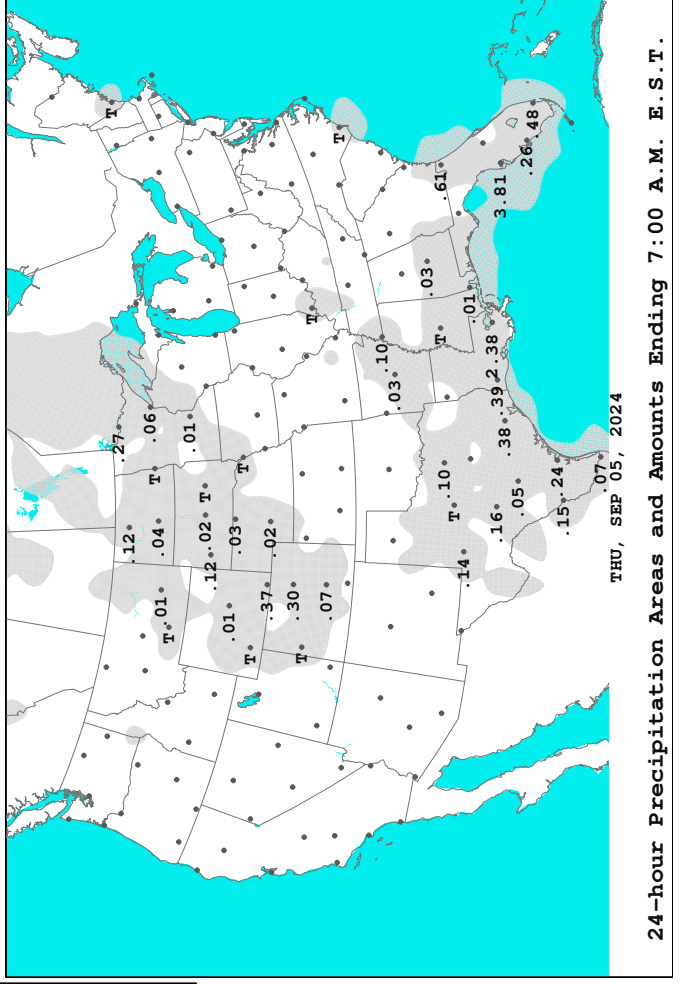 T
.27
.12
.06
T
.04
.01
T
.01
T
.02
.12
.01
.03
T
T
.37
.02
.30
T
T
.07
T
.10
.03
.03
T
.61
.10
T
.14
.01
2.38
.39
.16
3.81
.38
.05
.26
.48
.24
.15
.07
THU, SEP 05, 2024
24-hour Precipitation Areas and Amounts Ending 7:00 A.M. E.S.T.